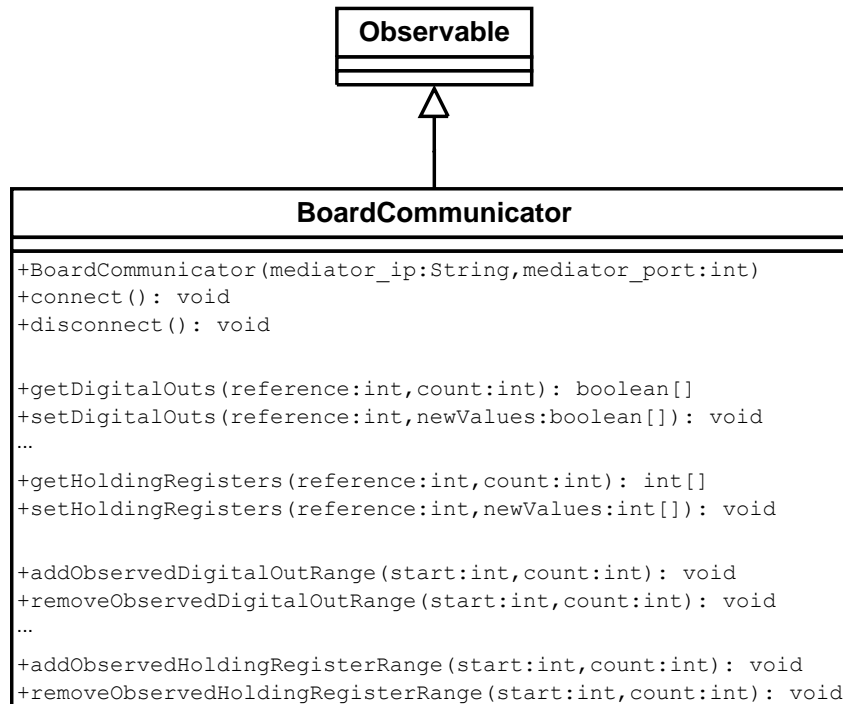 Observable
BoardCommunicator
+BoardCommunicator(mediator_ip:String,mediator_port:int)
+connect(): void
+disconnect(): void
+getDigitalOuts(reference:int,count:int): boolean[]
+setDigitalOuts(reference:int,newValues:boolean[]): void
…
+getHoldingRegisters(reference:int,count:int): int[]
+setHoldingRegisters(reference:int,newValues:int[]): void
+addObservedDigitalOutRange(start:int,count:int): void
+removeObservedDigitalOutRange(start:int,count:int): void
…
+addObservedHoldingRegisterRange(start:int,count:int): void
+removeObservedHoldingRegisterRange(start:int,count:int): void